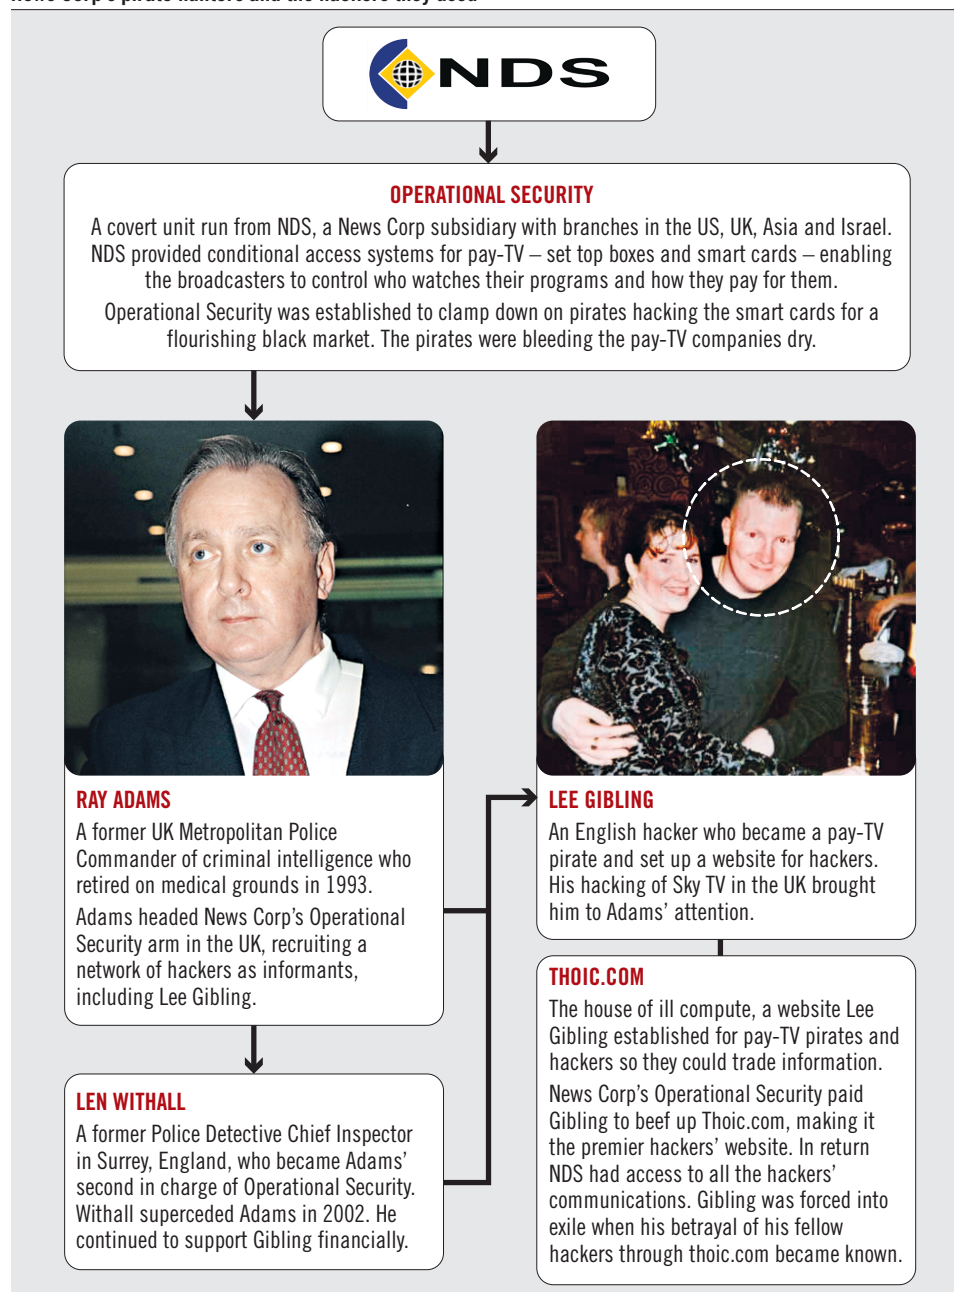 News Corp's pirate hunters and the hackers they used
NDS
OPERATIONAL SECURITY
A covert unit run from NDS, a News Corp subsidiary with branches in the US, UK, Asia and Israel.
NDS provided conditional access systems for pay-TV – set top boxes and smart cards – enabling
the broadcasters to control who watches their programs and how they pay for them.
Operational Security was established to clamp down on pirates hacking the smart cards for a
flourishing black market. The pirates were bleeding the pay-TV companies dry.
RAY ADAMS
A former UK Metropolitan Police
Commander of criminal intelligence who
retired on medical grounds in 1993.
Adams headed News Corp's Operational
Security arm in the UK, recruiting a
network of hackers as informants,
including Lee Gibling.
LEN WITHALL
A former Police Detective Chief Inspector
in Surrey, England, who became Adams'
second in charge of Operational Security.
Withall superceded Adams in 2002. He
continued to support Gibling financially.
LEE GIBLING
An English hacker who became a pay-TV
pirate and set up a website for hackers.
His hacking of Sky TV in the UK brought
him to Adams' attention.
THOIC.COM
The house of ill compute, a website Lee
Gibling established for pay-TV pirates and
hackers so they could trade information.
News Corp's Operational Security paid
Gibling to beef up Thoic.com, making it
the premier hackers' website. In return
NDS had access to all the hackers'
communications. Gibling was forced into
exile when his betrayal of his fellow
hackers through thoic.com became known.